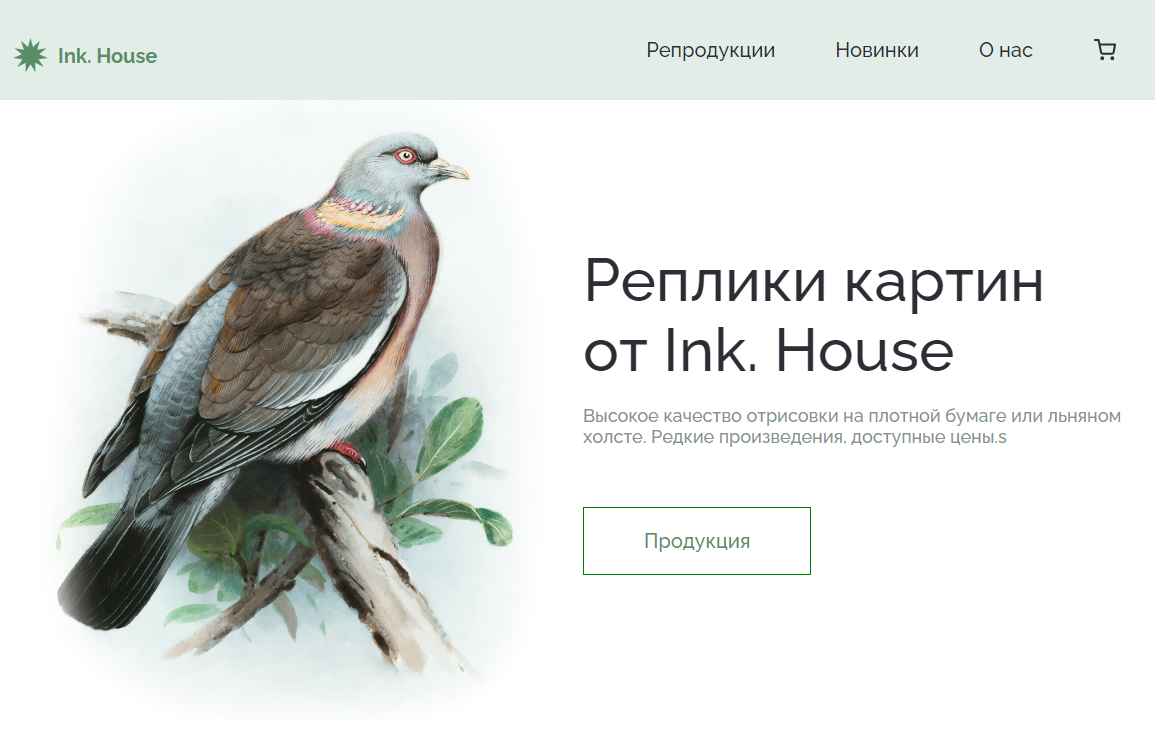 Ink. House
Репродукции
Новинки
О нас
Реплики картин
от Ink. House
Высокое качество отрисовки на плотной бумаге или льняном
холсте. Редкие произведения, доступные цены.s
Продукция